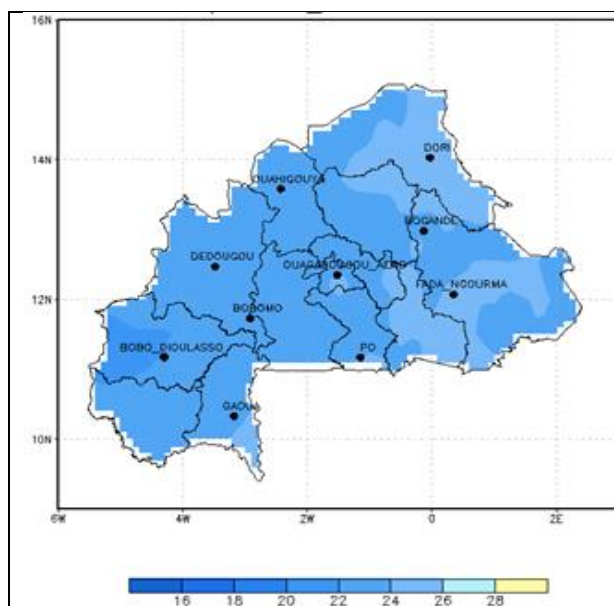 16N
DORI
14N
OUAHIGOUYA
BOGANDE
DEDOUGOU
OUAGADOUGOU_AERO
FADA_NGOURMA
12N
BOROMO
BOBO_DIOULASSO
PO
GAOUA
10N
6W 4W 2W 0 2E
16 18 20 22 24 26 28